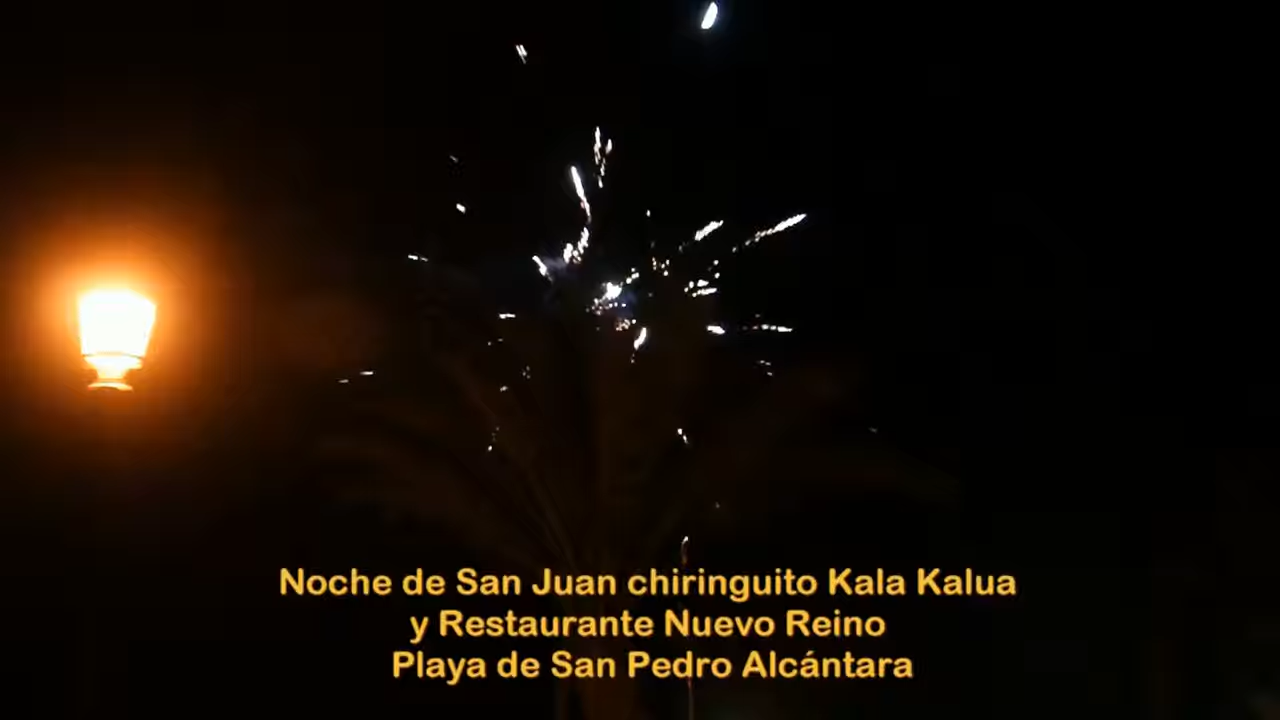 Noche de San Juan chiringuito Kala Kalua
y Restaurante Nuevo Reino
Playa de San Pedro Alcántara